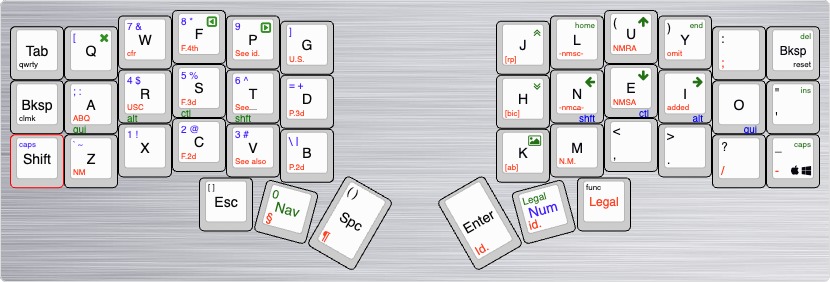 Tab
qwrty
[
Q
7 &
W
cfr
8 *
F
F.4th
9
P
See id.
]
G
U.S.
J
[rp]
home
L
-nmsc-
(
U
NMRA
)
end
Y
omit
:
;
del
Bksp
reset
Bksp
clmk
; :
A
ABQ
gui
4 $
R
USC
alt
5 %
S
F.3d
ctl
6 ^
T
See....
shft
= +
D
P.3d
H
[bic]
N
-nmca-
shft
E
NMSA
ctl
I
added
alt
O
gui
"
ins
,
caps
Shift
` ~
Z
NM
1 !
X
2 @
C
F.2d
3 #
V
See also
\ |
B
P.2d
K
[ab]
M
N.M.
<
,
>
.
?
/
_
caps
-
[ ]
Esc
0
Nav
§
( )
Spc
¶
Enter
Id.
Legal
Num
id.
func
Legal